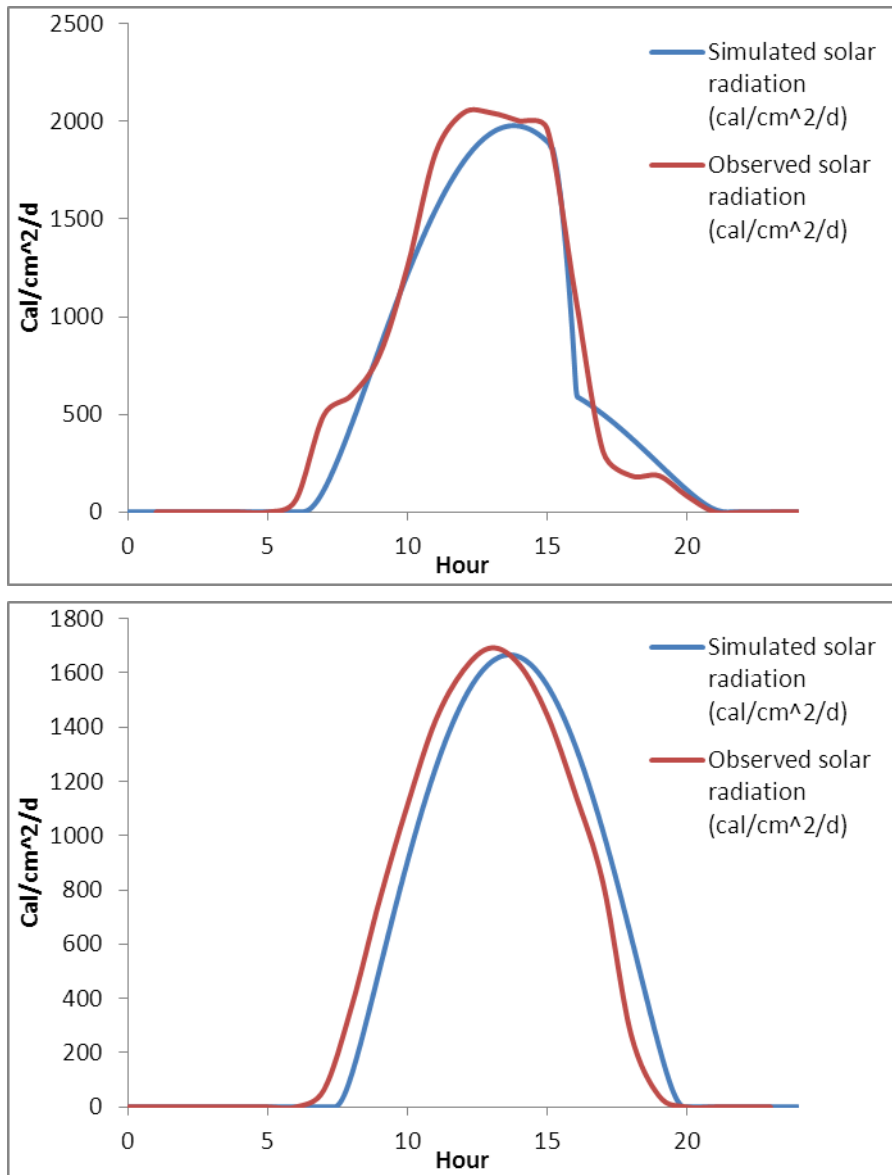 2500
2000
1500
1000
500
0
Cal/cm^2/d
0 5 10 15 20
Hour
Simulated solar
radiation
(cal/cm^2/d)
Observed solar
radiation
(cal/cm^2/d)
1800
1600
1400
1200
1000
800
600
400
200
0
Cal/cm^2/d
0 5 10 15 20
Hour
Simulated solar
radiation
(cal/cm^2/d)
Observed solar
radiation
(cal/cm^2/d)